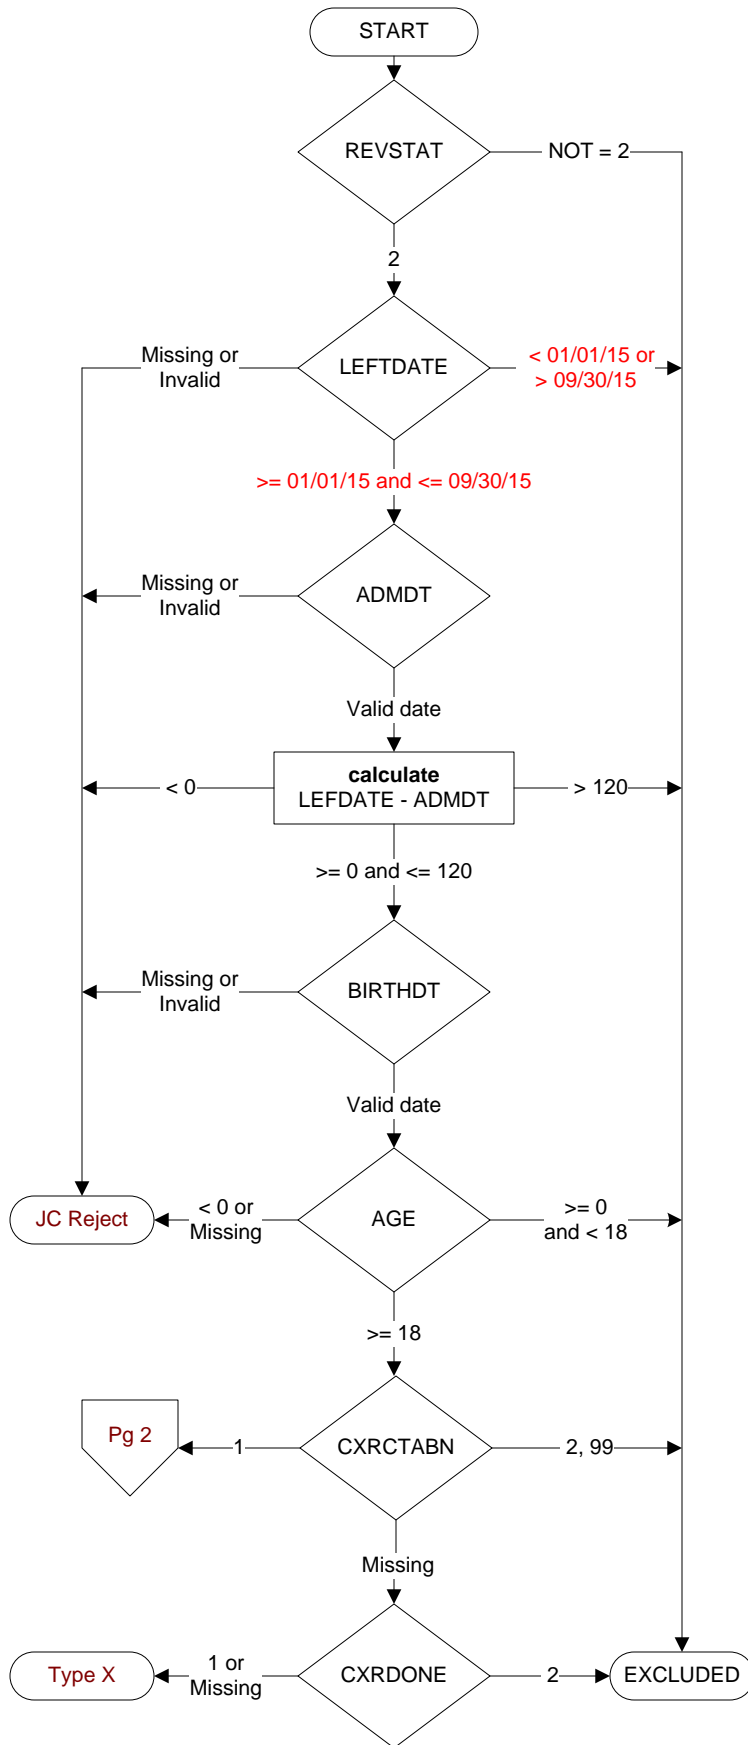 START
REVSTAT
NOT = 2
2
Missing or
Invalid
LEFTDATE
< 01/01/15 or
> 09/30/15
>= 01/01/15 and <= 09/30/15
Missing or
Invalid
ADMDT
Valid date
< 0
calculate
LEFDATE - ADMDT
> 120
>= 0 and <= 120
Missing or
Invalid
BIRTHDT
Valid date
JC Reject
< 0 or
Missing
AGE
>= 0
and < 18
>= 18
Pg 2
1
CXRCTABN
2, 99
Missing
Type X
1 or
Missing
CXRDONE
2
EXCLUDED